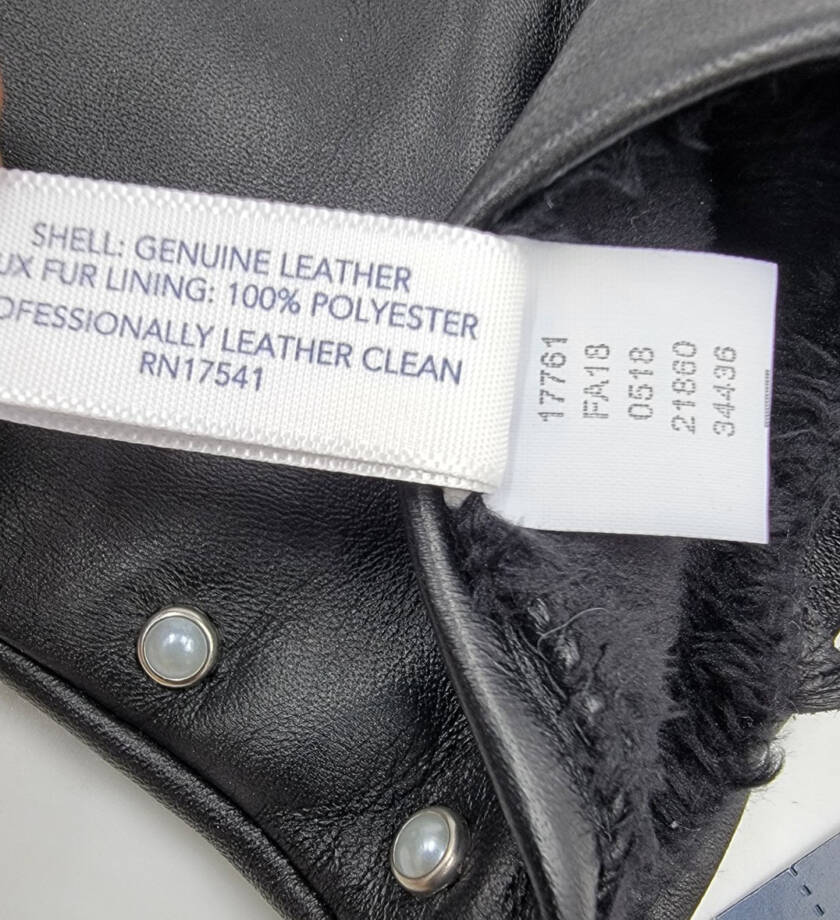 SHELL: GENUINE LEATHER
UX FUR LINING: 100% POLYESTER
OFESSIONALLY LEATHER CLEAN
RN17541
17761
FA18
0518
21860
34436